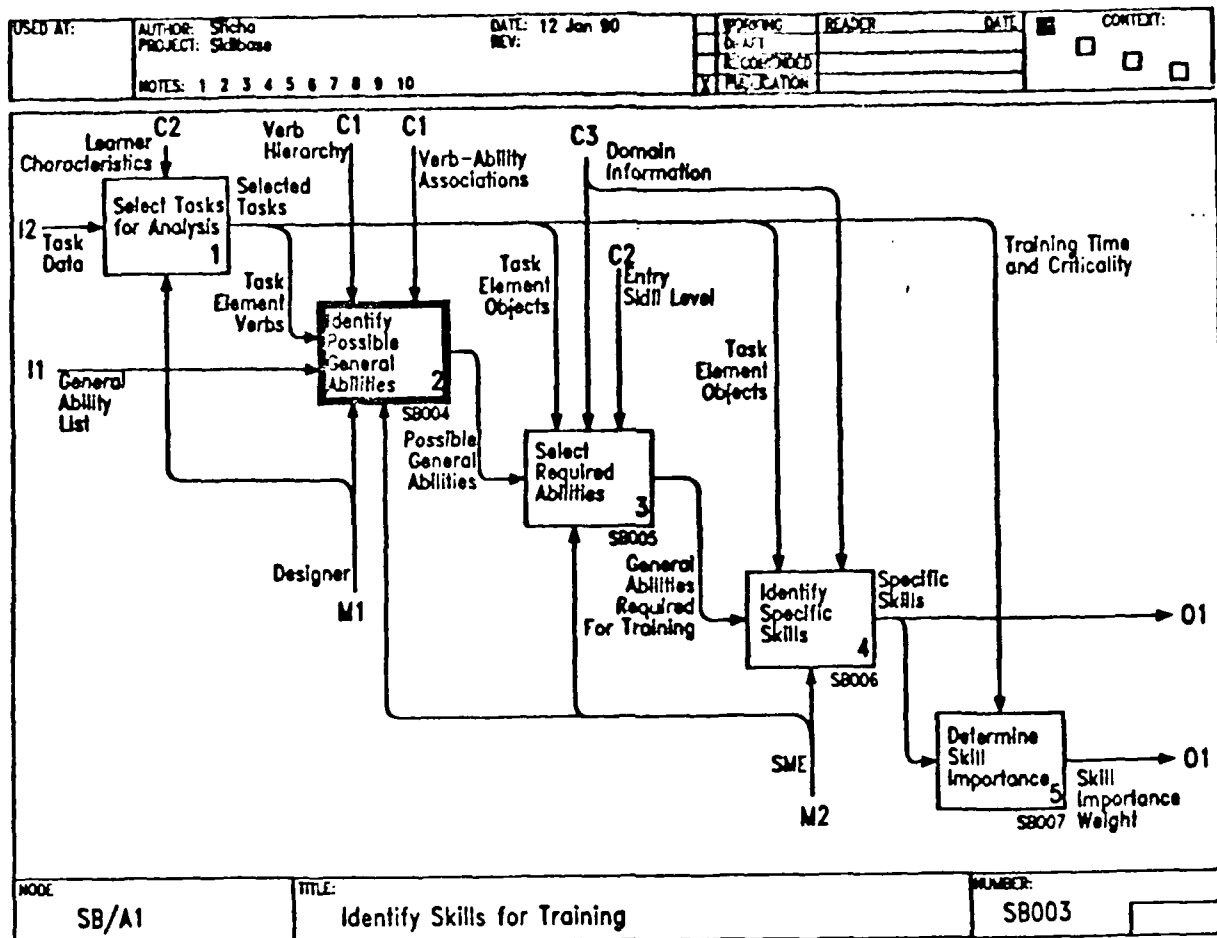 USED AT:
AUTHOR: Sticha
PROJECT: Skillbase
NOTES: 1 2 3 4 5 6 7 8 9 10
DATE: 12 Jan 90
REV:
WORKING
DRAFT
RECOMMENDED
X PUBLICATION
READER DATE
CONTEXT:
C2
Learner
Characteristics
Verb C1
Hierarchy
C1
Verb-Ability
Associations
C3
Domain
Information
Select Tasks
for Analysis
1
Selected
Tasks
I2
Task
Data
Task
Element
Verbs
Task
Element
Objects
C2
Entry
Skill Level
Training Time
and Criticality
I1
General
Ability
List
Identify
Possible
General
Abilities
2
SB004
Possible
General
Abilities
Task
Element
Objects
Select
Required
Abilities
3
SB005
Designer
M1
General
Abilities
Required
For Training
Identify
Specific
Skills
4
SB006
Specific
Skills
O1
SME
M2
Determine
Skill
Importance
5
SB007
O1
Skill
Importance
Weight
NODE
SB/A1
TITLE:
Identify Skills for Training
NUMBER:
SB003